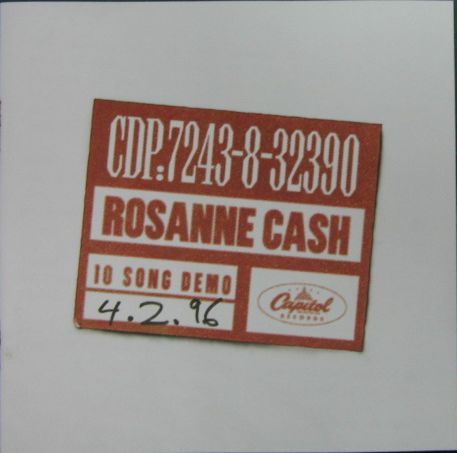 CDP:7243-8-32390
ROSANNE CASH
10 SONG DEMO
4.2.96
Capitol
RECORDS